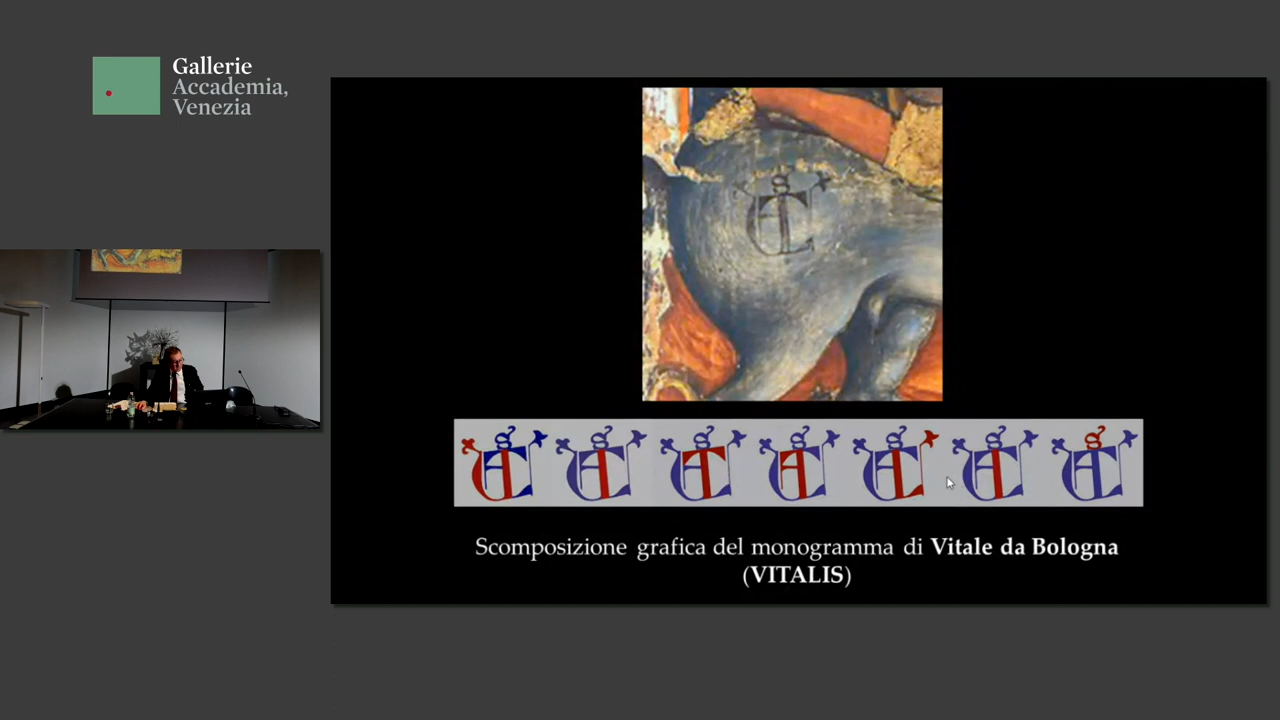 Gallerie
Accademia,
Venezia
Scomposizione grafica del monogramma di Vitale da Bologna
(VITALIS)